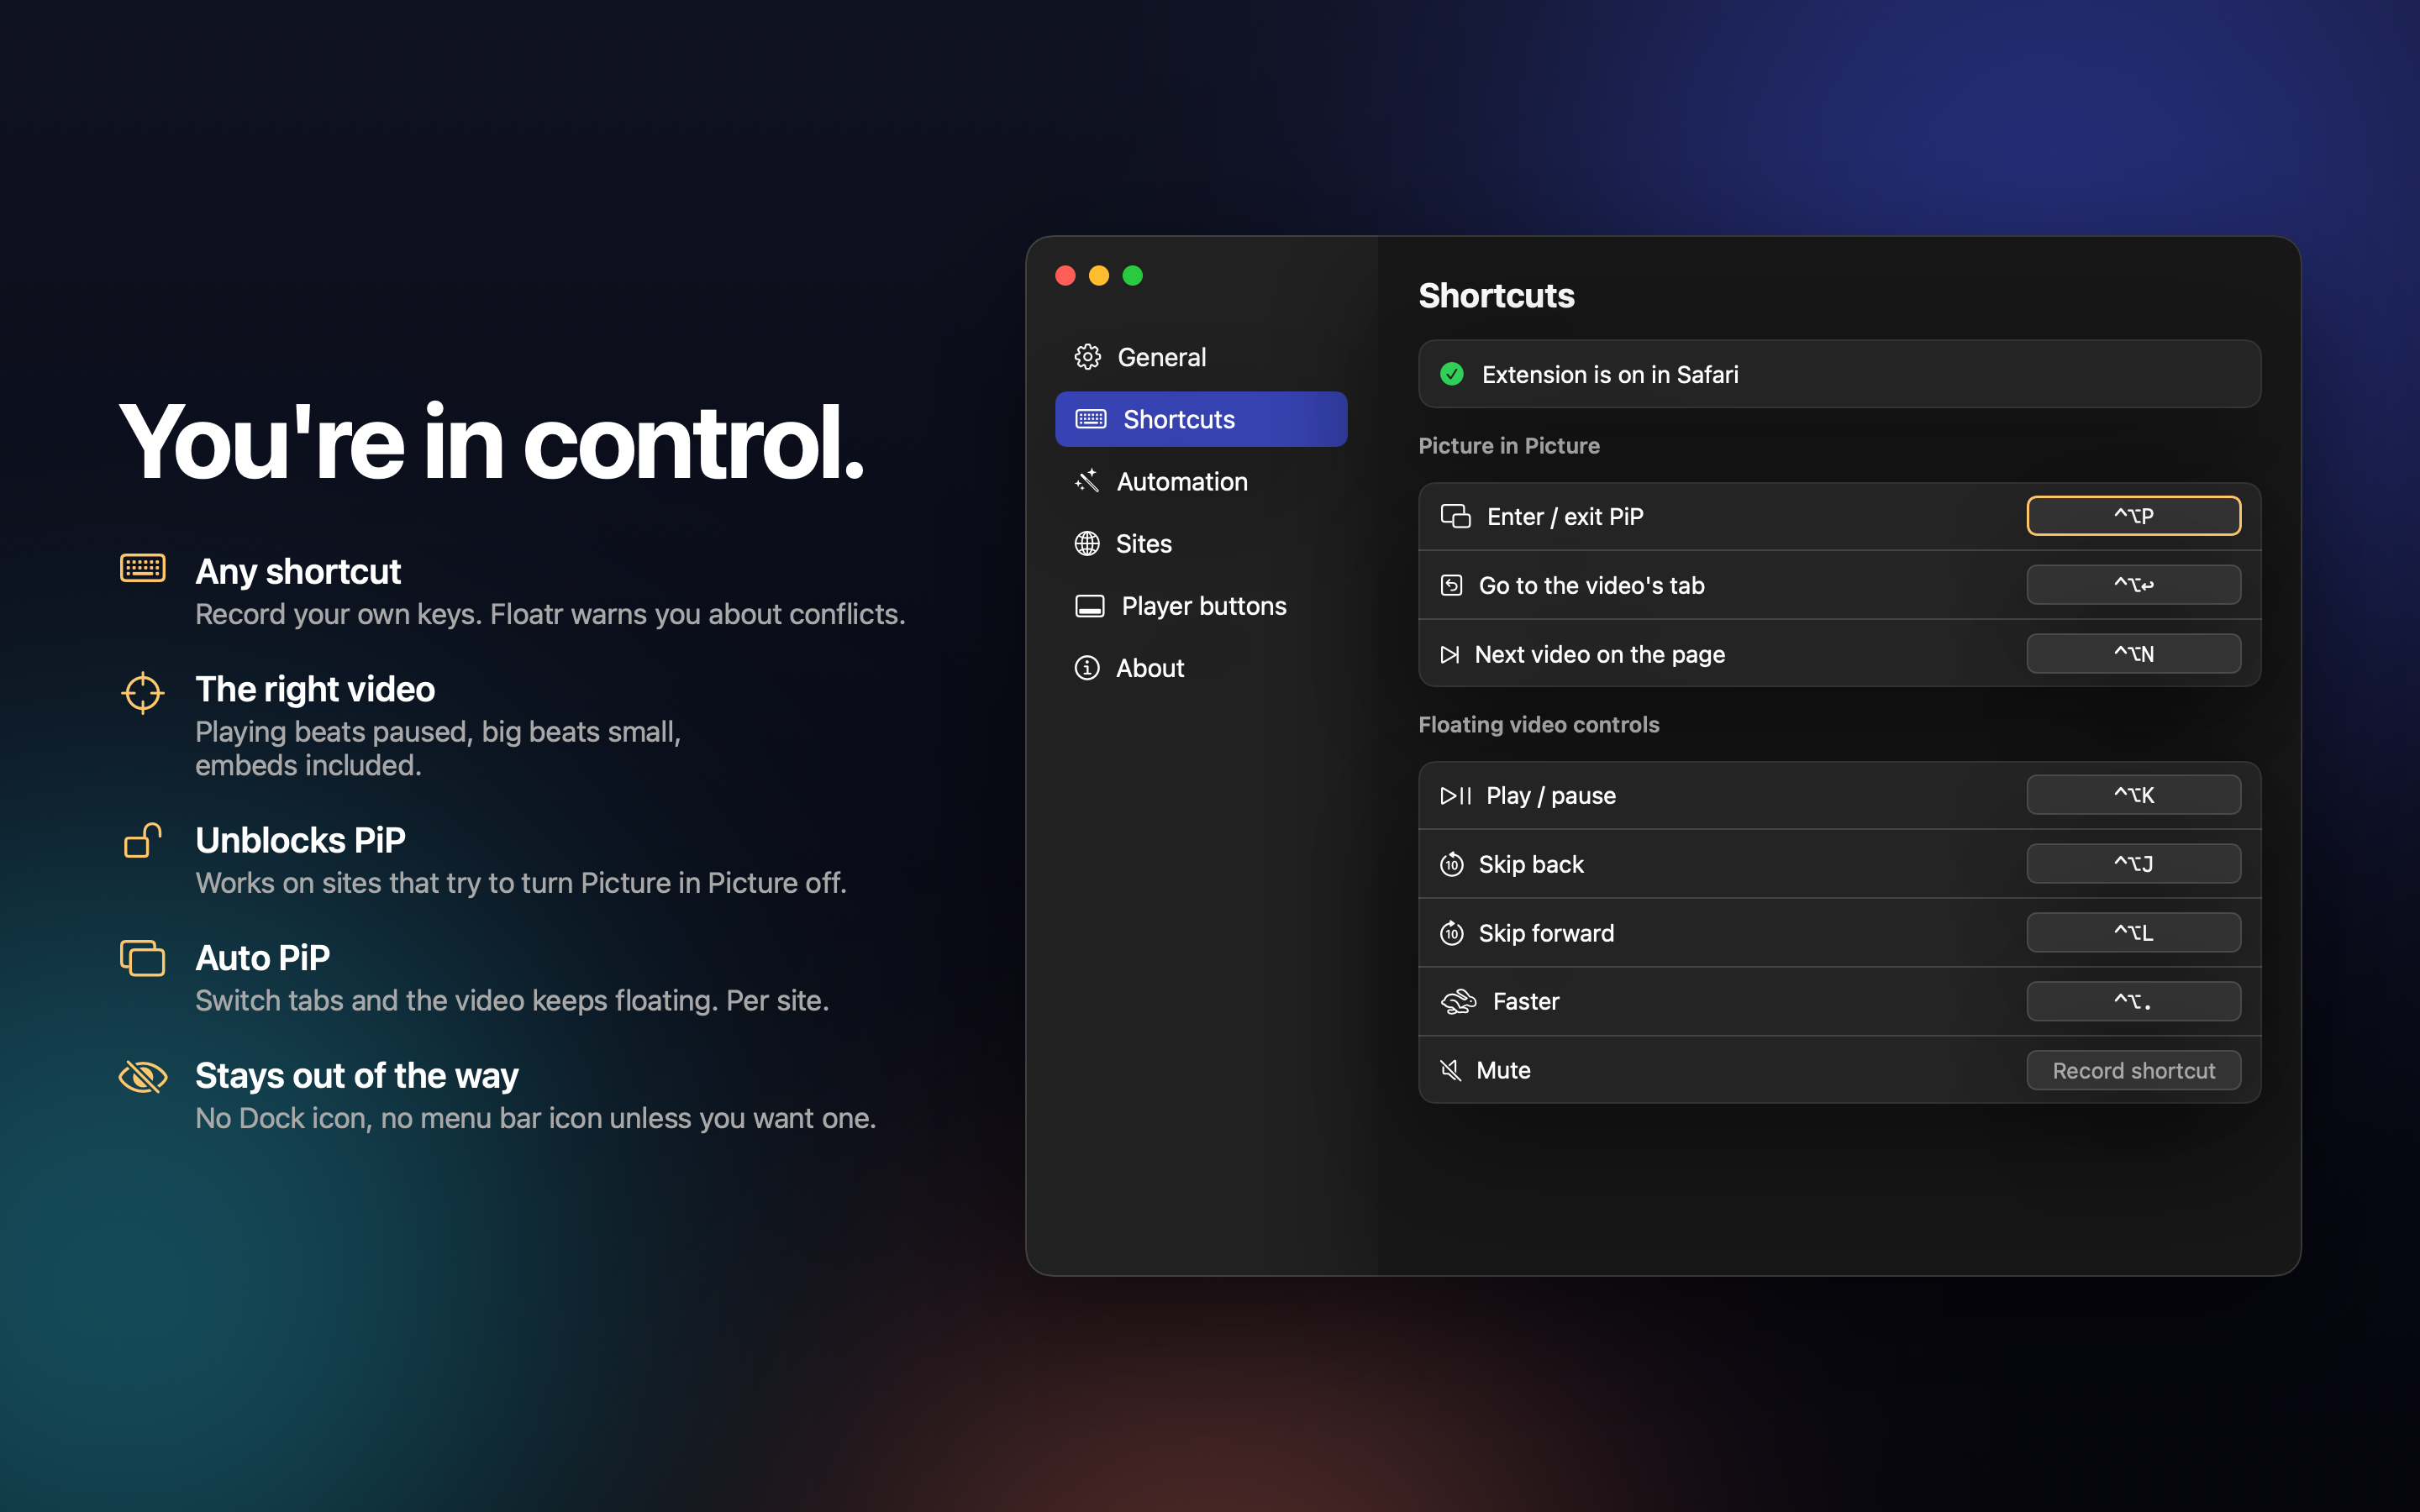 You're in control.
Any shortcut
Record your own keys. Floatr warns you about conflicts.
The right video
Playing beats paused, big beats small,
embeds included.
Unblocks PiP
Works on sites that try to turn Picture in Picture off.
Auto PiP
Switch tabs and the video keeps floating. Per site.
Stays out of the way
No Dock icon, no menu bar icon unless you want one.
General
Shortcuts
Automation
Sites
Player buttons
About
Shortcuts
Extension is on in Safari
Picture in Picture
Enter / exit PiP ^⌥P
Go to the video's tab ^⌥↩
Next video on the page ^⌥N
Floating video controls
Play / pause ^⌥K
10 Skip back ^⌥J
10 Skip forward ^⌥L
Faster ^⌥.
Mute Record shortcut